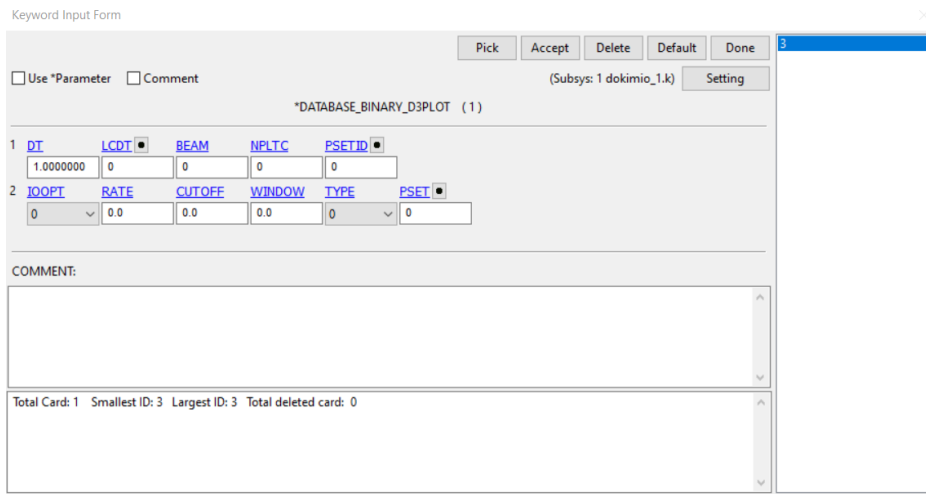 Keyword Input Form
Pick Accept Delete Default Done
3
Use *Parameter Comment (Subsys: 1 dokimio_1.k) Setting
*DATABASE_BINARY_D3PLOT (1)
1 DT LCDT BEAM NPLTC PSETID
1.0000000 0 0 0 0
2 IOOPT RATE CUTOFF WINDOW TYPE PSET
0 0.0 0.0 0.0 0 0
COMMENT:
Total Card: 1 Smallest ID: 3 Largest ID: 3 Total deleted card: 0